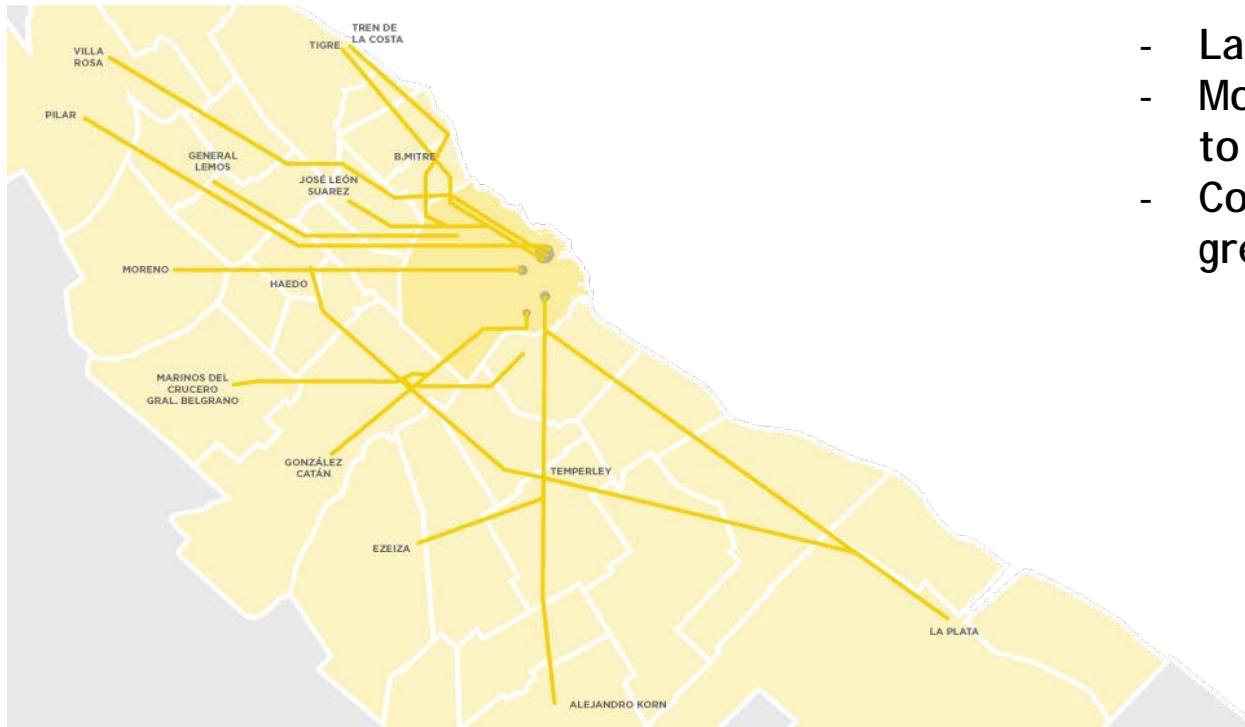 TREN DE
LA COSTA
TIGRE
VILLA
ROSA
PILAR
GENERAL
LEMOS
B.MITRE
JOSÉ LEÓN
SUAREZ
MORENO
HAEDO
MARINOS DEL
CRUCERO
GRAL. BELGRANO
GONZÁLEZ
CATÁN
TEMPERLEY
EZEIZA
LA PLATA
ALEJANDRO KORN
- La
- Mo
to
- Co
gre